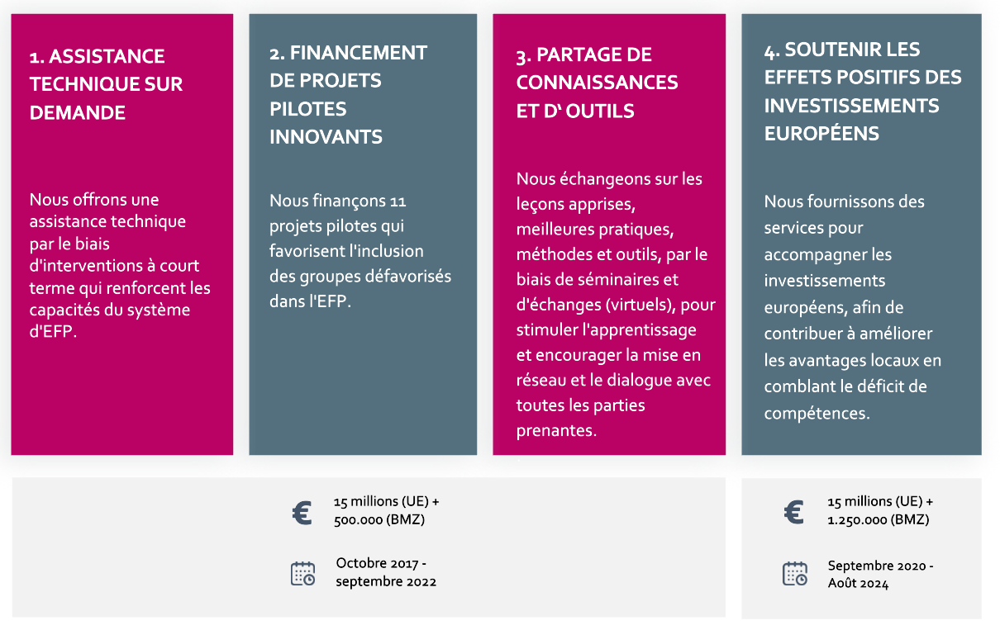 1. ASSISTANCE
TECHNIQUE SUR
DEMANDE
Nous offrons une
assistance technique
par le biais
d'interventions à court
terme qui renforcent les
capacités du système
d'EFP.
2. FINANCEMENT
DE PROJETS
PILOTES
INNOVANTS
Nous finançons 11
projets pilotes qui
favorisent l'inclusion
des groupes défavorisés
dans l'EFP.
3. PARTAGE DE
CONNAISSANCES
ET D‘ OUTILS
Nous échangeons sur les
leçons apprises,
meilleures pratiques,
méthodes et outils, par le
biais de séminaires et
d'échanges (virtuels), pour
stimuler l'apprentissage
et encourager la mise en
réseau et le dialogue avec
toutes les parties
prenantes.
4. SOUTENIR LES
EFFETS POSITIFS DES
INVESTISSEMENTS
EUROPÉENS
Nous fournissons des
services pour
accompagner les
investissements
européens, afin de
contribuer à améliorer
les avantages locaux en
comblant le déficit de
compétences.
€
15 millions (UE) +
500.000 (BMZ)
Octobre 2017 -
septembre 2022
€
15 millions (UE) +
1.250.000 (BMZ)
Septembre 2020 -
Août 2024